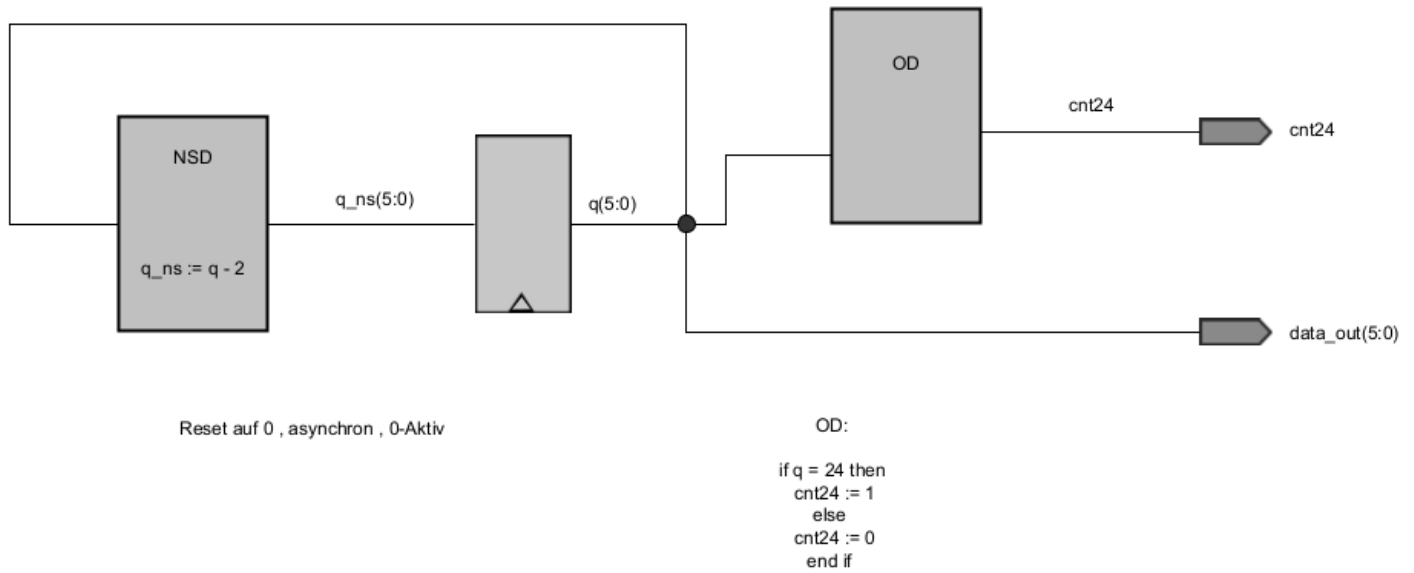 OD
cnt24
cnt24
NSD
q_ns(5:0)
q(5:0)
q_ns := q - 2
data_out(5:0)
Reset auf 0 , asynchron , 0-Aktiv
OD:
if q = 24 then
cnt24 := 1
else
cnt24 := 0
end if